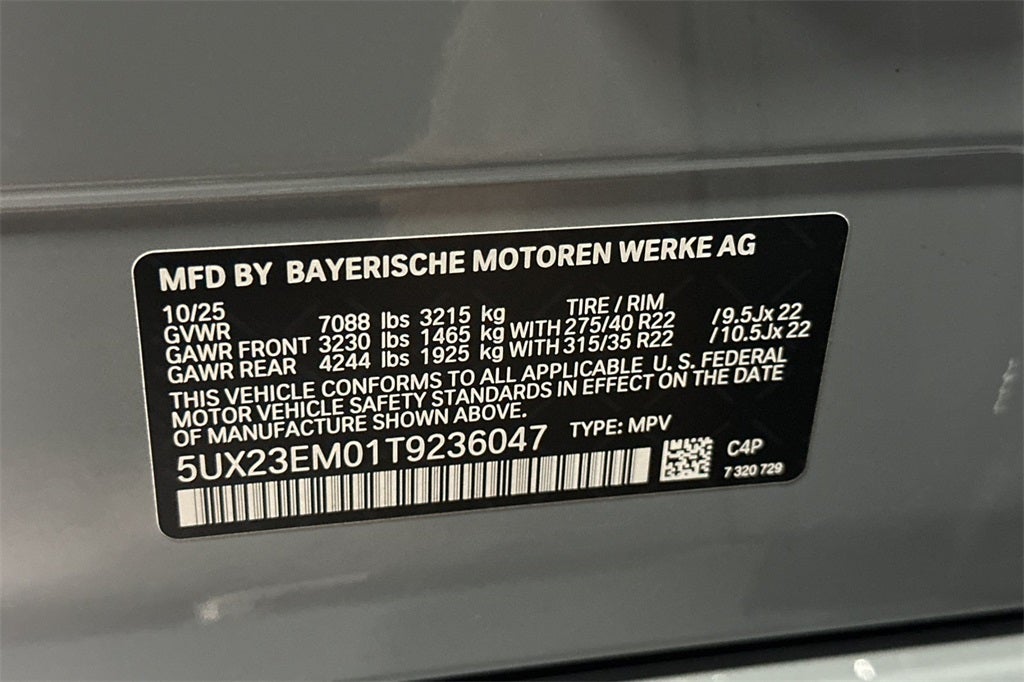 MFD BY BAYERISCHE MOTOREN WERKE AG
10/25 TIRE / RIM
GVWR 7088 lbs 3215 kg
GAWR FRONT 3230 lbs 1465 kg WITH 275/40 R22 /9.5Jx 22
GAWR REAR 4244 lbs 1925 kg WITH 315/35 R22 /10.5Jx 22
THIS VEHICLE CONFORMS TO ALL APPLICABLE U. S. FEDERAL
MOTOR VEHICLE SAFETY STANDARDS IN EFFECT ON THE DATE
OF MANUFACTURE SHOWN ABOVE.
5UX23EM01T9236047 TYPE: MPV
C4P
7 320 729